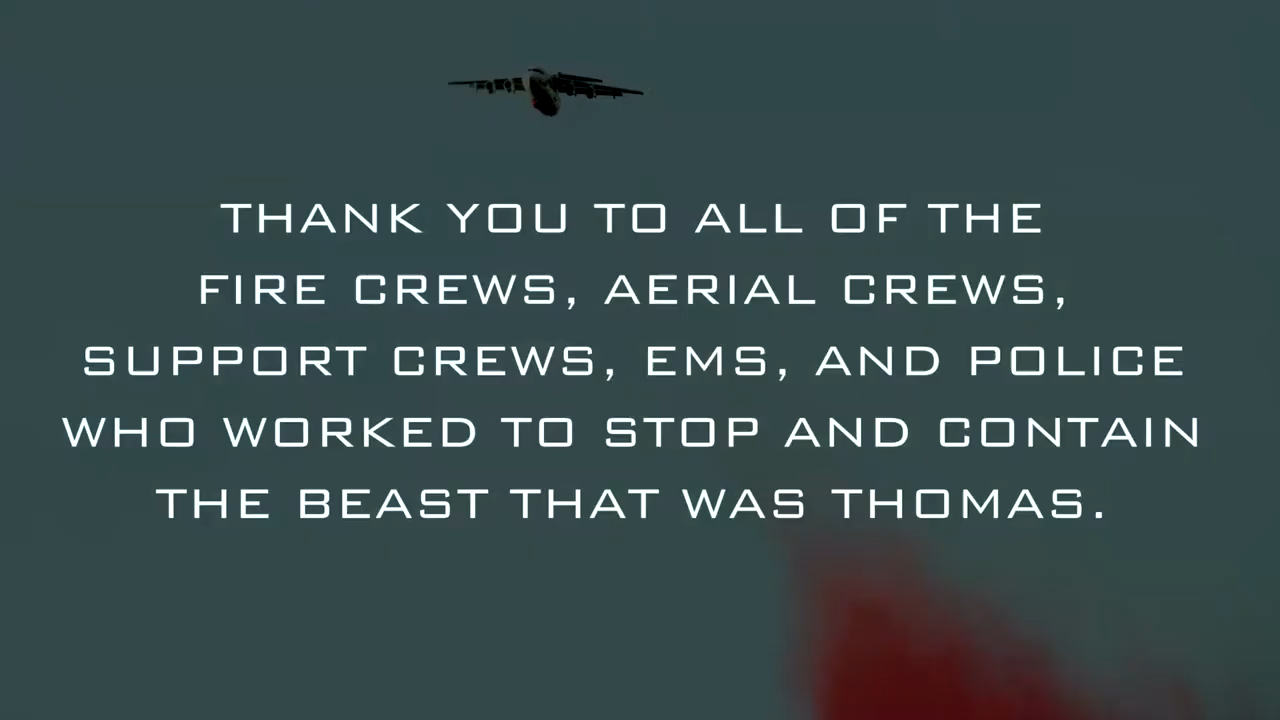 THANK YOU TO ALL OF THE
FIRE CREWS, AERIAL CREWS,
SUPPORT CREWS, EMS, AND POLICE
WHO WORKED TO STOP AND CONTAIN
THE BEAST THAT WAS THOMAS.